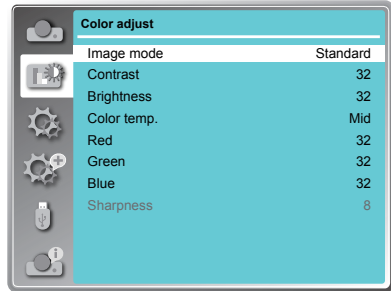 Color adjust
Image mode Standard
Contrast 32
Brightness 32
Color temp. Mid
Red 32
Green 32
Blue 32
Sharpness 8